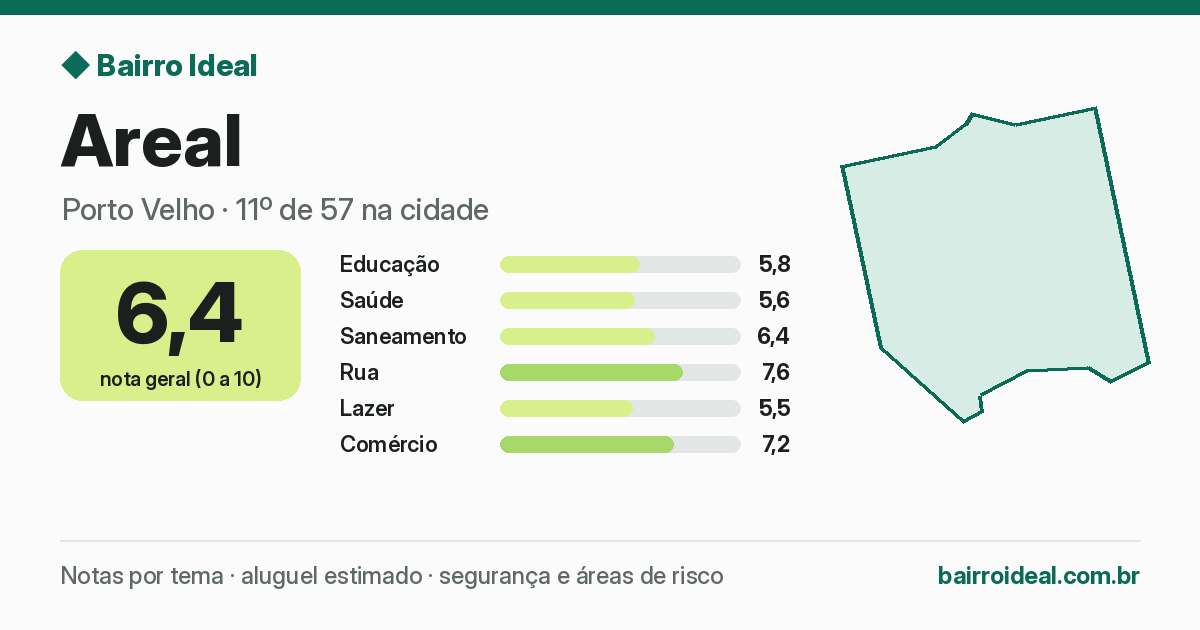 Bairro Ideal
Areal
Porto Velho · 11º de 57 na cidade
6,4
nota geral (0 a 10)
Educação 5,8
Saúde 5,6
Saneamento 6,4
Rua 7,6
Lazer 5,5
Comércio 7,2
Notas por tema · aluguel estimado · segurança e áreas de risco
bairroideal.com.br